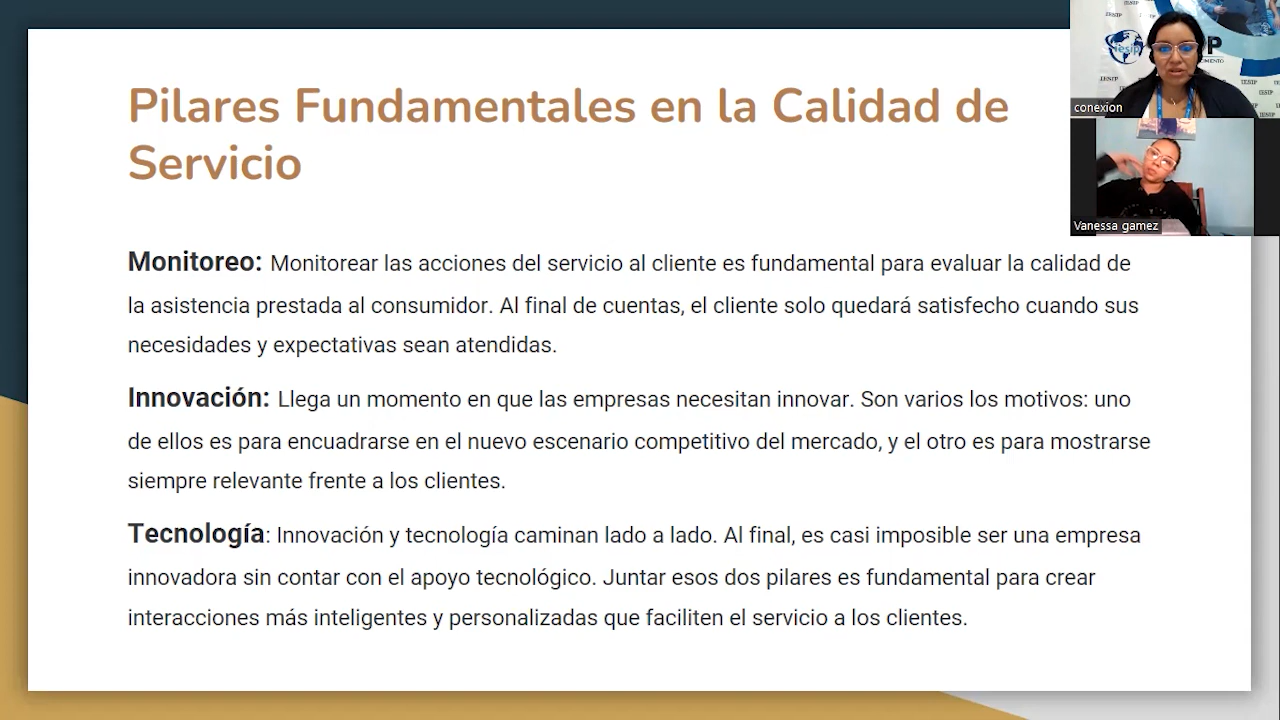 Pilares Fundamentales en la Calidad de
Servicio
Monitoreo: Monitorear las acciones del servicio al cliente es fundamental para evaluar la calidad de
la asistencia prestada al consumidor. Al final de cuentas, el cliente solo quedará satisfecho cuando sus
necesidades y expectativas sean atendidas.
Innovación: Llega un momento en que las empresas necesitan innovar. Son varios los motivos: uno
de ellos es para encuadrarse en el nuevo escenario competitivo del mercado, y el otro es para mostrarse
siempre relevante frente a los clientes.
Tecnología: Innovación y tecnología caminan lado a lado. Al final, es casi imposible ser una empresa
innovadora sin contar con el apoyo tecnológico. Juntar esos dos pilares es fundamental para crear
interacciones más inteligentes y personalizadas que faciliten el servicio a los clientes.
IESIP
conexion
Vanessa gamez